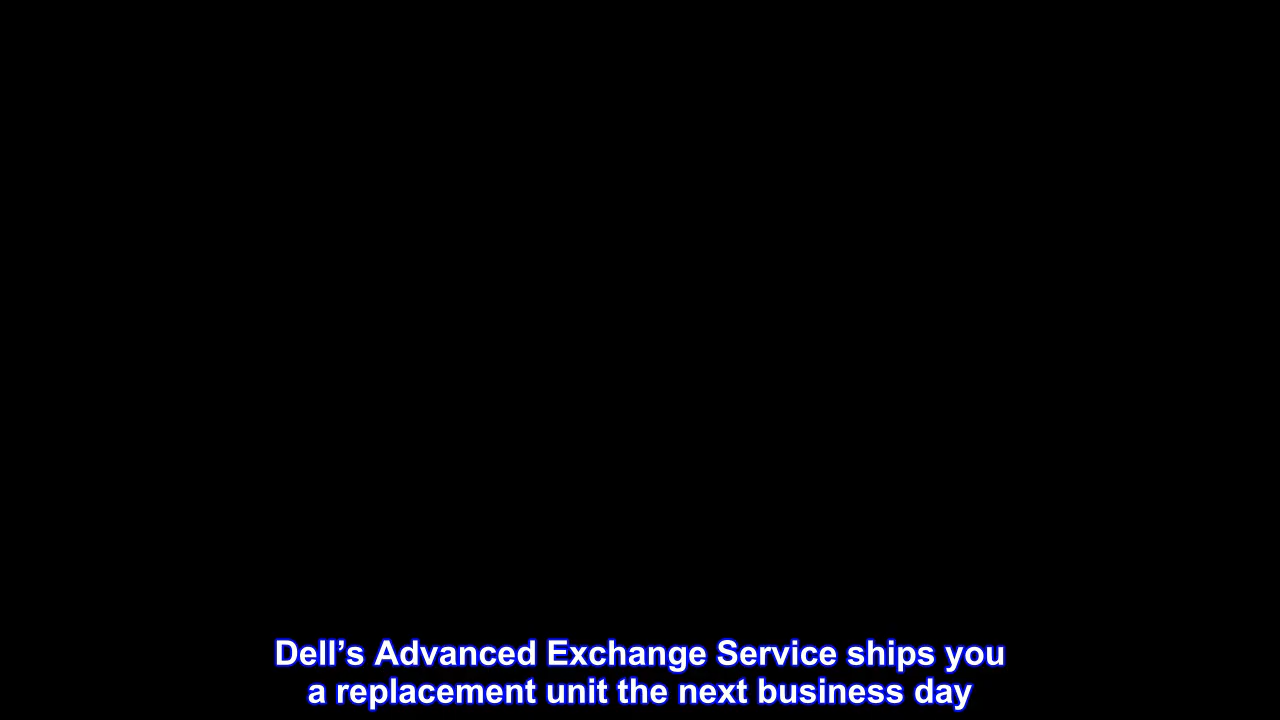 Dell’s Advanced Exchange Service ships you
a replacement unit the next business day